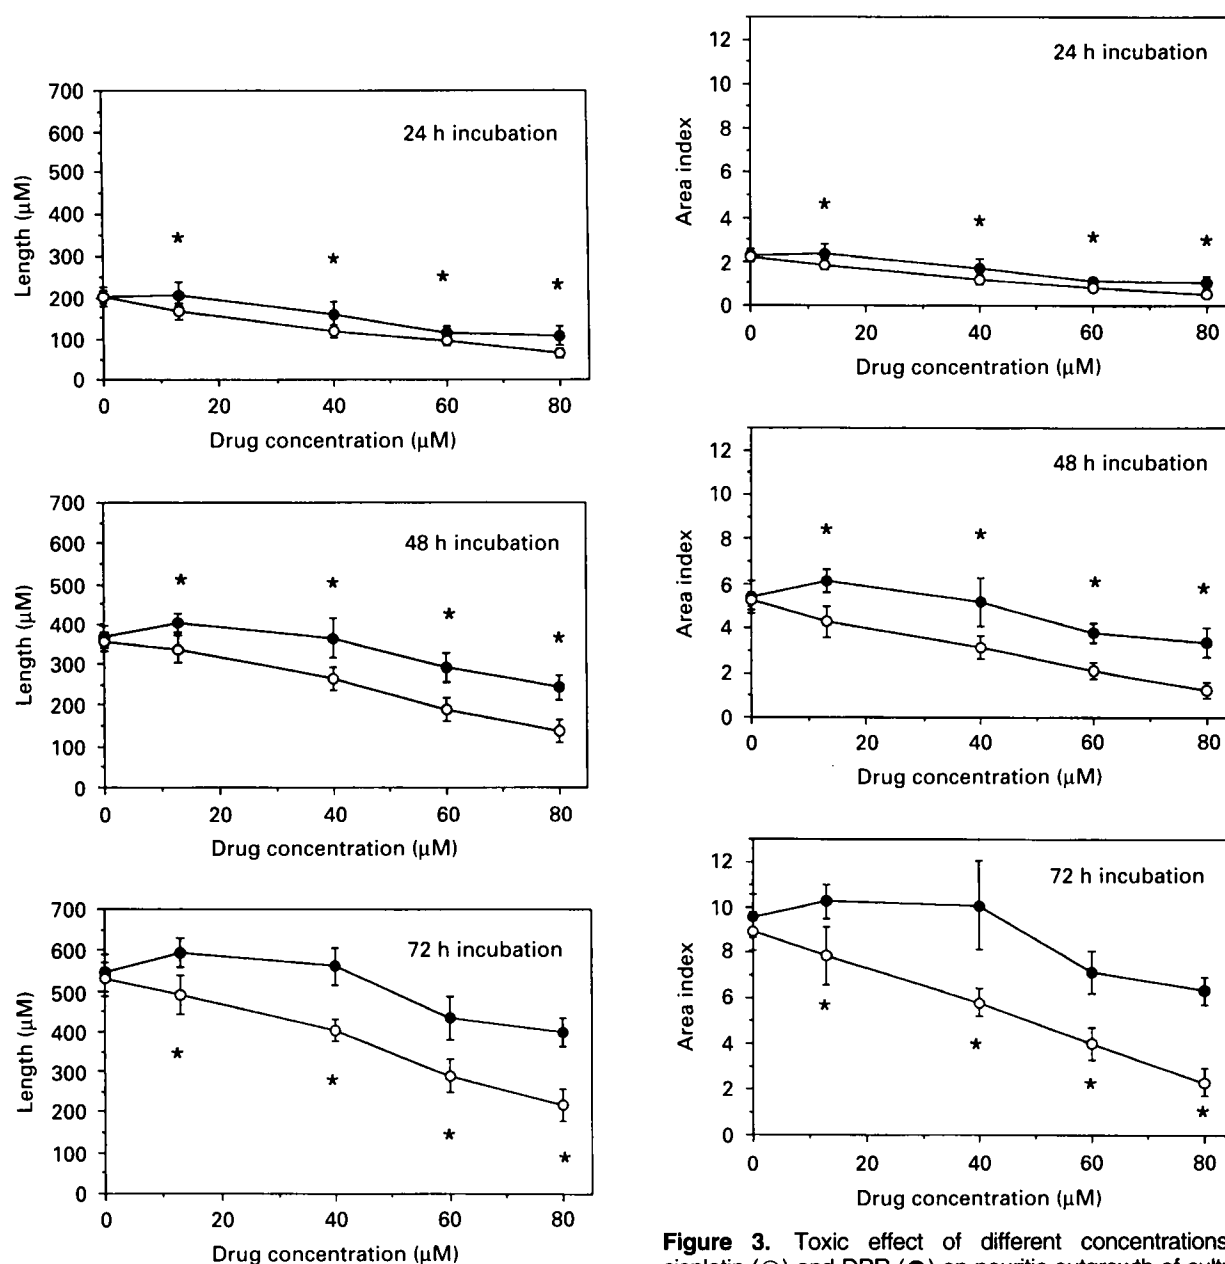 700
600
500
400
300
200
100
0
Length (µM)
24 h incubation
★
★
★
★
0 20 40 60 80
Drug concentration (µM)
700
600
500
400
300
200
100
0
Length (µM)
48 h incubation
★
★
★
★
0 20 40 60 80
Drug concentration (µM)
700
600
500
400
300
200
100
0
Length (µM)
72 h incubation
★
★
★
★
0 20 40 60 80
Drug concentration (µM)
12
10
8
6
4
2
0
Area index
24 h incubation
★
★
★
★
0 20 40 60 80
Drug concentration (µM)
12
10
8
6
4
2
0
Area index
48 h incubation
★
★
★
★
0 20 40 60 80
Drug concentration (µM)
12
10
8
6
4
2
0
Area index
72 h incubation
★
★
★
★
0 20 40 60 80
Drug concentration (µM)
Figure 3. Toxic effect of different concentrations